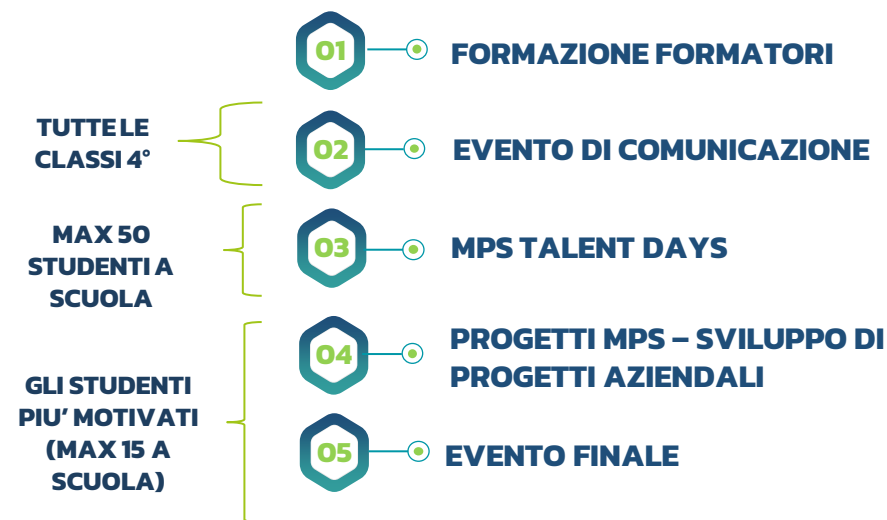 01
FORMAZIONE FORMATORI
TUTTE LE
CLASSI 4°
02
EVENTO DI COMUNICAZIONE
MAX 50
STUDENTI A
SCUOLA
03
MPS TALENT DAYS
GLI STUDENTI
PIU’ MOTIVATI
(MAX 15 A
SCUOLA)
04
PROGETTI MPS – SVILUPPO DI
PROGETTI AZIENDALI
05
EVENTO FINALE